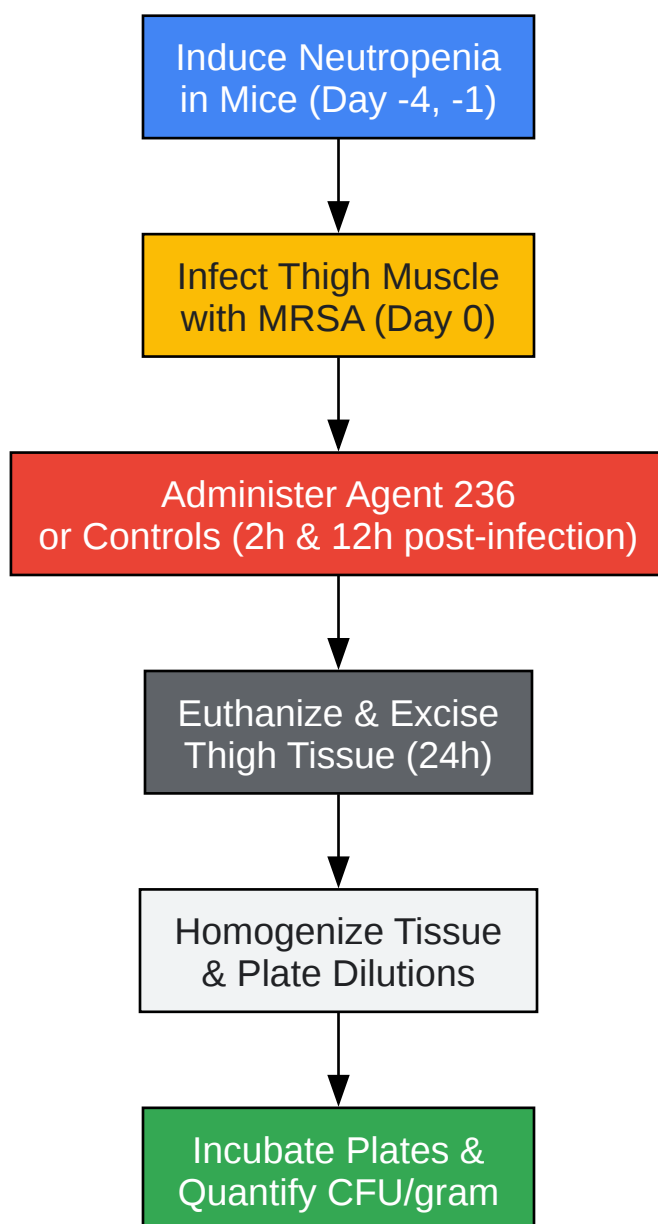 Induce Neutropenia
in Mice (Day -4, -1)
Infect Thigh Muscle
with MRSA (Day 0)
Administer Agent 236
or Controls (2h & 12h post-infection)
Euthanize & Excise
Thigh Tissue (24h)
Homogenize Tissue
& Plate Dilutions
Incubate Plates &
Quantify CFU/gram